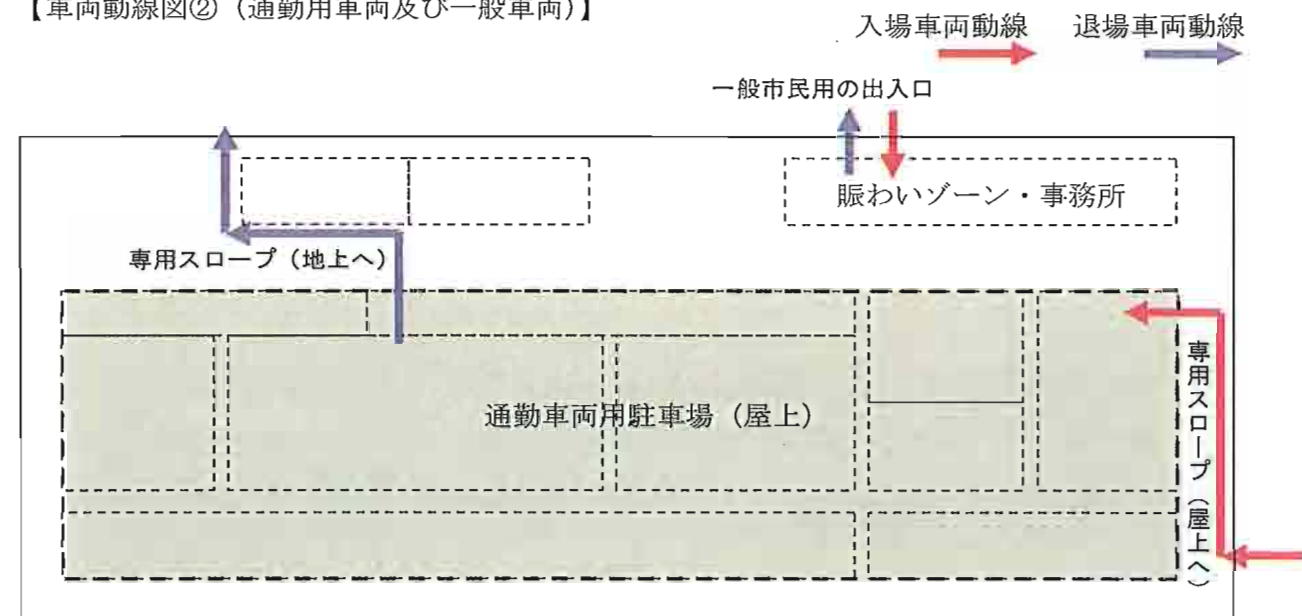 【車両動線図②（通勤用車両及び一般車両）】
入場車両動線　退場車両動線
一般市民用の出入口
賑わいゾーン・事務所
専用スロープ（地上へ）
通勤車両用駐車場（屋上）
専用スロープ（屋上へ）